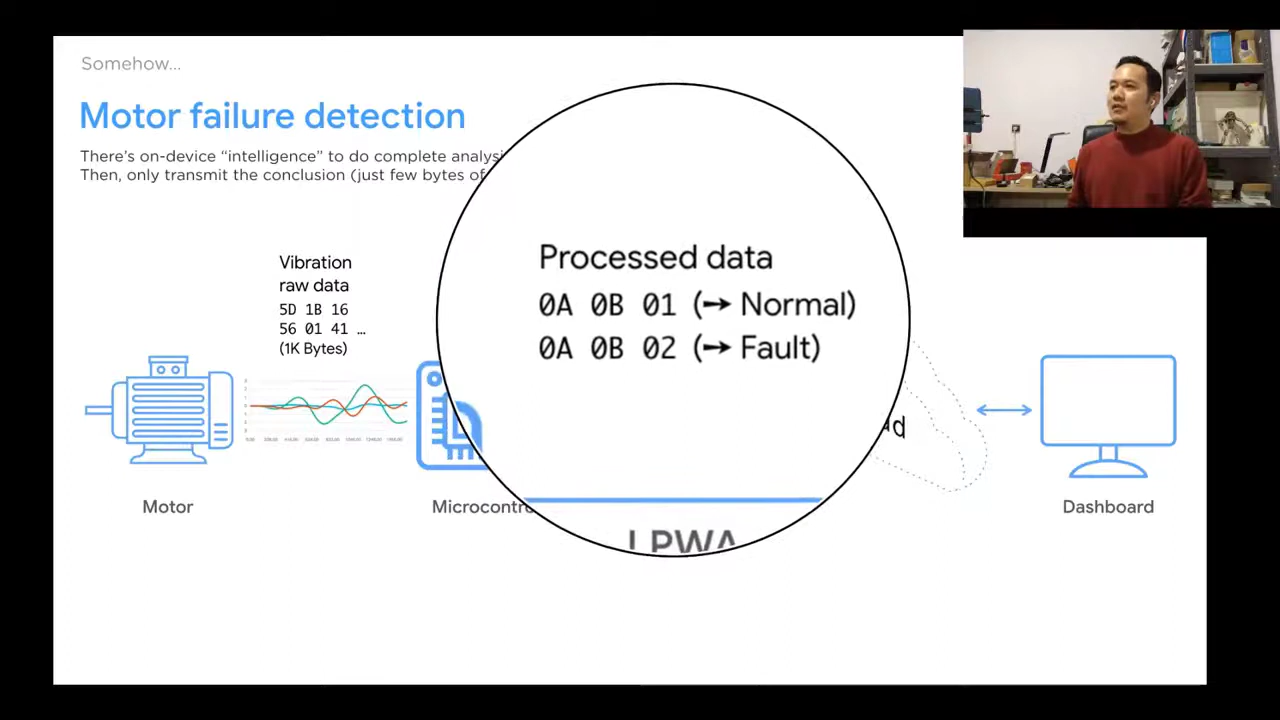 Somehow...
Motor failure detection
There's on-device “intelligence” to do complete
Then, only transmit the conclusion (just few bytes of
Vibration
raw data
5D 1B 16
56 01 41 ...
(1K Bytes)
Processed data
0A 0B 01 (→ Normal)
0A 0B 02 (→ Fault)
LPWA
Motor
Dashboard